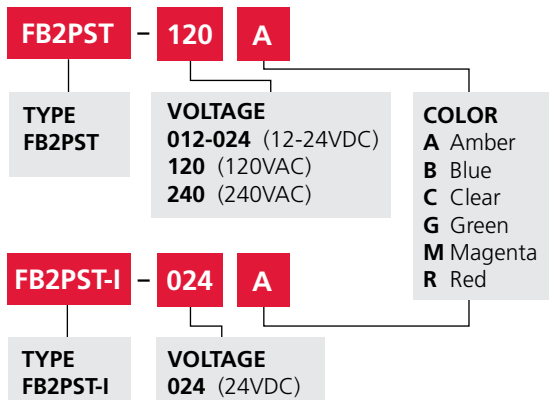 FB2PST – 120 A
TYPE
FB2PST
VOLTAGE
012-024 (12-24VDC)
120 (120VAC)
240 (240VAC)
COLOR
A Amber
B Blue
C Clear
G Green
M Magenta
R Red
FB2PST-I – 024 A
TYPE
FB2PST-I
VOLTAGE
024 (24VDC)